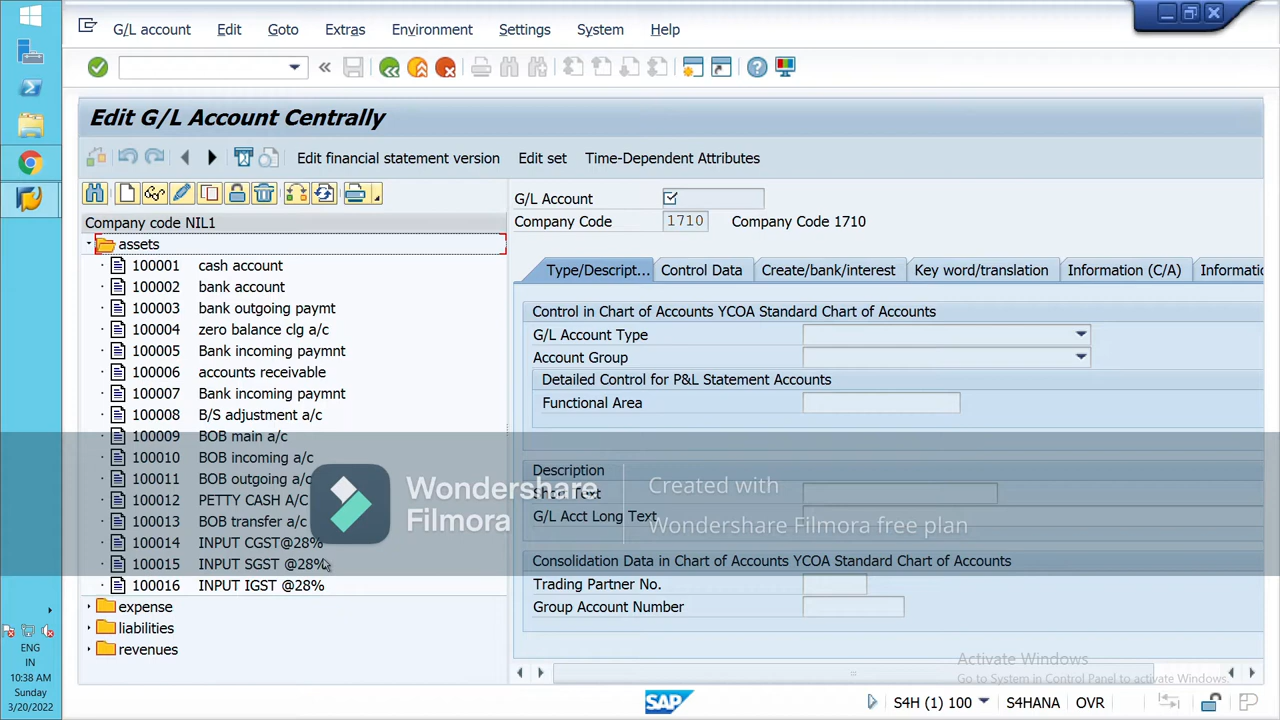 G/L account Edit Goto Extras Environment Settings System Help
Edit G/L Account Centrally
Edit financial statement version Edit set Time-Dependent Attributes
Company code NIL1
assets
100001 cash account
100002 bank account
100003 bank outgoing paymt
100004 zero balance clg a/c
100005 Bank incoming paymnt
100006 accounts receivable
100007 Bank incoming paymnt
100008 B/S adjustment a/c
100009 BOB main a/c
100010 BOB incoming a/c
100011 BOB outgoing a/c
100012 PETTY CASH A/C
100013 BOB transfer a/c
100014 INPUT CGST@28%
100015 INPUT SGST @28%
100016 INPUT IGST @28%
expense
liabilities
revenues
G/L Account
Company Code 1710 Company Code 1710
Type/Descript... Control Data Create/bank/interest Key word/translation Information (C/A) Informatic
Control in Chart of Accounts YCOA Standard Chart of Accounts
G/L Account Type
Account Group
Detailed Control for P&L Statement Accounts
Functional Area
Description
Short Text
G/L Acct Long Text
Consolidation Data in Chart of Accounts YCOA Standard Chart of Accounts
Trading Partner No.
Group Account Number
Wondershare
Filmora
Created with
Wondershare Filmora free plan
Activate Windows
Go to System in Control Panel to activate Windows.
SAP
S4H (1) 100 S4HANA OVR
ENG
IN
10:38 AM
Sunday
3/20/2022